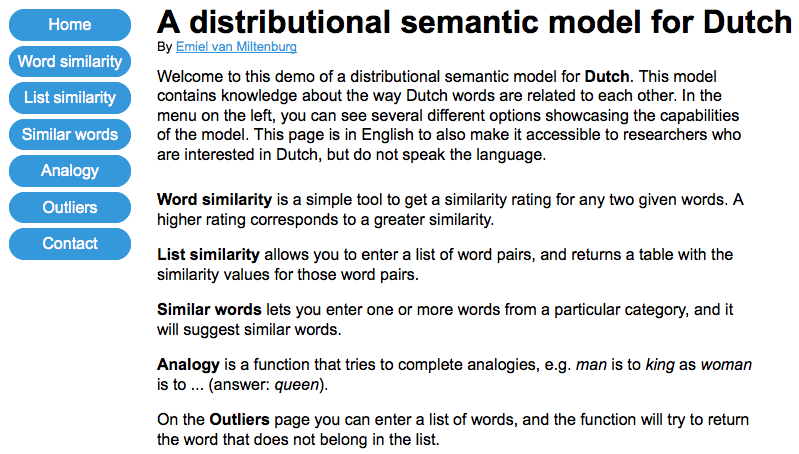 Home
Word similarity
List similarity
Similar words
Analogy
Outliers
Contact
A distributional semantic model for Dutch
By Emiel van Miltenburg
Welcome to this demo of a distributional semantic model for Dutch. This model
contains knowledge about the way Dutch words are related to each other. In the
menu on the left, you can see several different options showcasing the capabilities
of the model. This page is in English to also make it accessible to researchers who
are interested in Dutch, but do not speak the language.
Word similarity is a simple tool to get a similarity rating for any two given words. A
higher rating corresponds to a greater similarity.
List similarity allows you to enter a list of word pairs, and returns a table with the
similarity values for those word pairs.
Similar words lets you enter one or more words from a particular category, and it
will suggest similar words.
Analogy is a function that tries to complete analogies, e.g. man is to king as woman
is to ... (answer: queen).
On the Outliers page you can enter a list of words, and the function will try to return
the word that does not belong in the list.